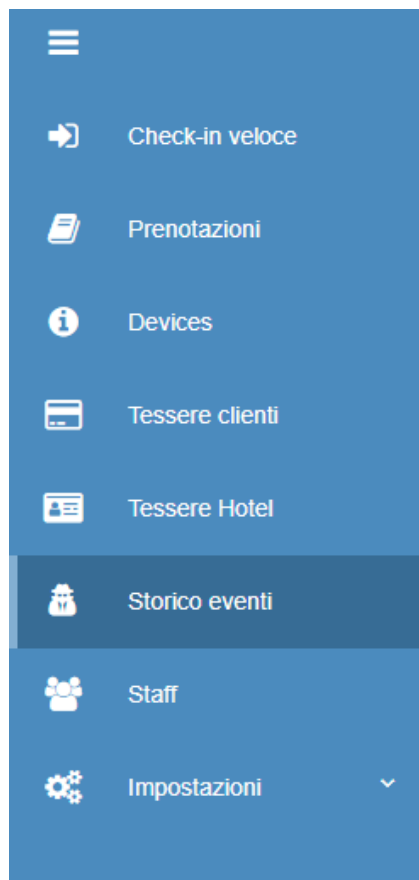 Check-in veloce
Prenotazioni
Devices
Tessere clienti
Tessere Hotel
Storico eventi
Staff
Impostazioni